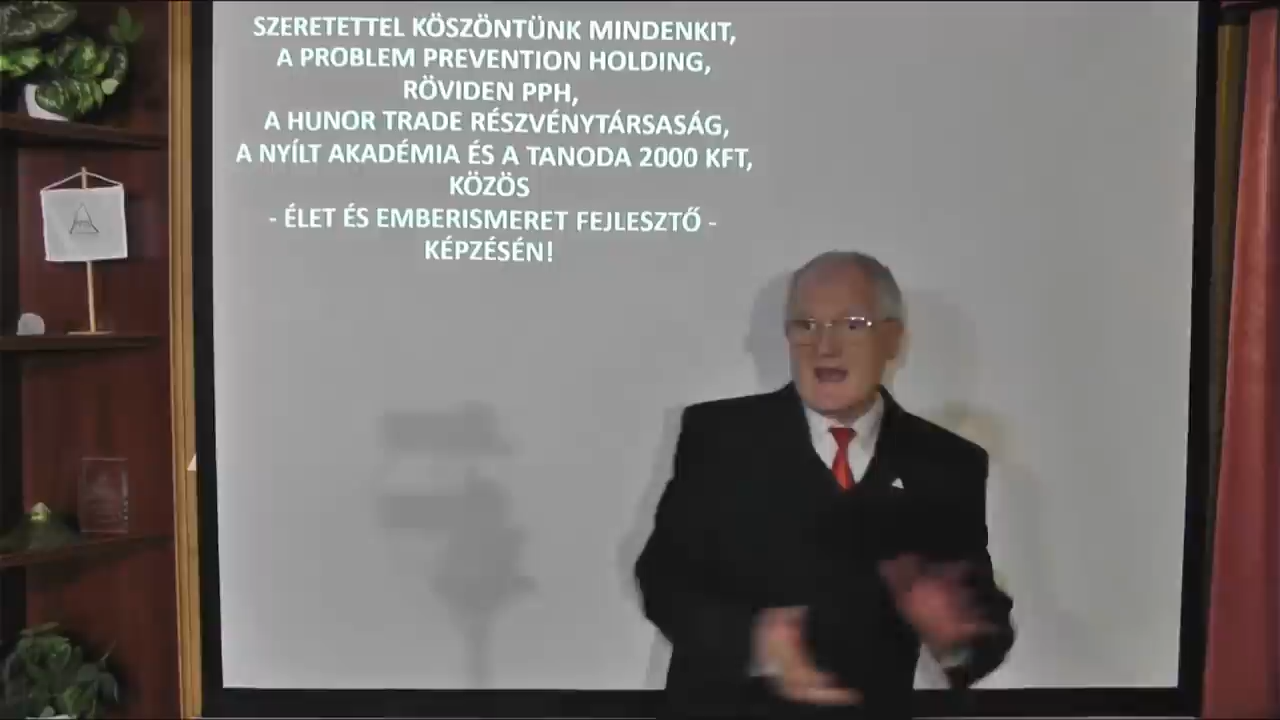 SZERETETTEL KÖSZÖNTÜNK MINDENKIT,
A PROBLEM PREVENTION HOLDING,
RÖVIDEN PPH,
A HUNOR TRADE RÉSZVÉNYTÁRSASÁG,
A NYÍLT AKADÉMIA ÉS A TANODA 2000 KFT,
KÖZÖS
- ÉLET ÉS EMBERISMERET FEJLESZTŐ -
KÉPZÉSÉN!